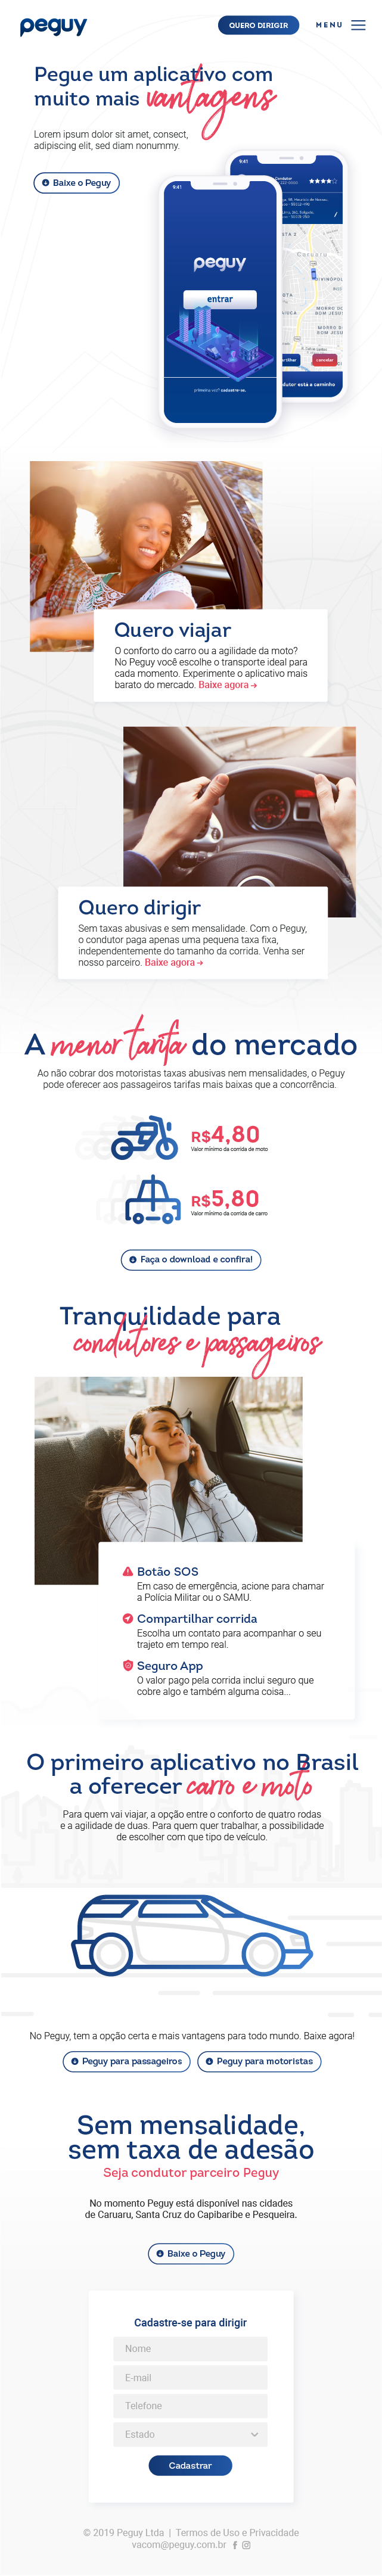 peguy
QUERO DIRIGIR
MENU
Pegue um aplicativo com
muito mais vantagens
Lorem ipsum dolor sit amet, consect,
adipiscing elit, sed diam nonummy.
Baixe o Peguy
9:41
9:41
peguy
entrar
primeira vez? cadastre-se.
Condutor
cancelar
Quero viajar
O conforto do carro ou a agilidade da moto?
No Peguy você escolhe o transporte ideal para
cada momento. Experimente o aplicativo mais
barato do mercado. Baixe agora →
Quero dirigir
Sem taxas abusivas e sem mensalidade. Com o Peguy,
o condutor paga apenas uma pequena taxa fixa,
independentemente do tamanho da corrida. Venha ser
nosso parceiro. Baixe agora →
A menor tarifa do mercado
Ao não cobrar dos motoristas taxas abusivas nem mensalidades, o Peguy
pode oferecer aos passageiros tarifas mais baixas que a concorrência.
R$4,80
Valor mínimo da corrida de moto
R$5,80
Valor mínimo da corrida de carro
Faça o download e confira!
Tranquilidade para
condutores e passageiros
Botão SOS
Em caso de emergência, acione para chamar
a Polícia Militar ou o SAMU.
Compartilhar corrida
Escolha um contato para acompanhar o seu
trajeto em tempo real.
Seguro App
O valor pago pela corrida inclui seguro que
cobre algo e também alguma coisa...
O primeiro aplicativo no Brasil
a oferecer carro e moto
Para quem vai viajar, a opção entre o conforto de quatro rodas
e a agilidade de duas. Para quem quer trabalhar, a possibilidade
de escolher com que tipo de veículo.
No Peguy, tem a opção certa e mais vantagens para todo mundo. Baixe agora!
Peguy para passageiros
Peguy para motoristas
Sem mensalidade,
sem taxa de adesão
Seja condutor parceiro Peguy
No momento Peguy está disponível nas cidades
de Caruaru, Santa Cruz do Capibaribe e Pesqueira.
Baixe o Peguy
Cadastre-se para dirigir
Nome
E-mail
Telefone
Estado
Cadastrar
© 2019 Peguy Ltda | Termos de Uso e Privacidade
vacom@peguy.com.br